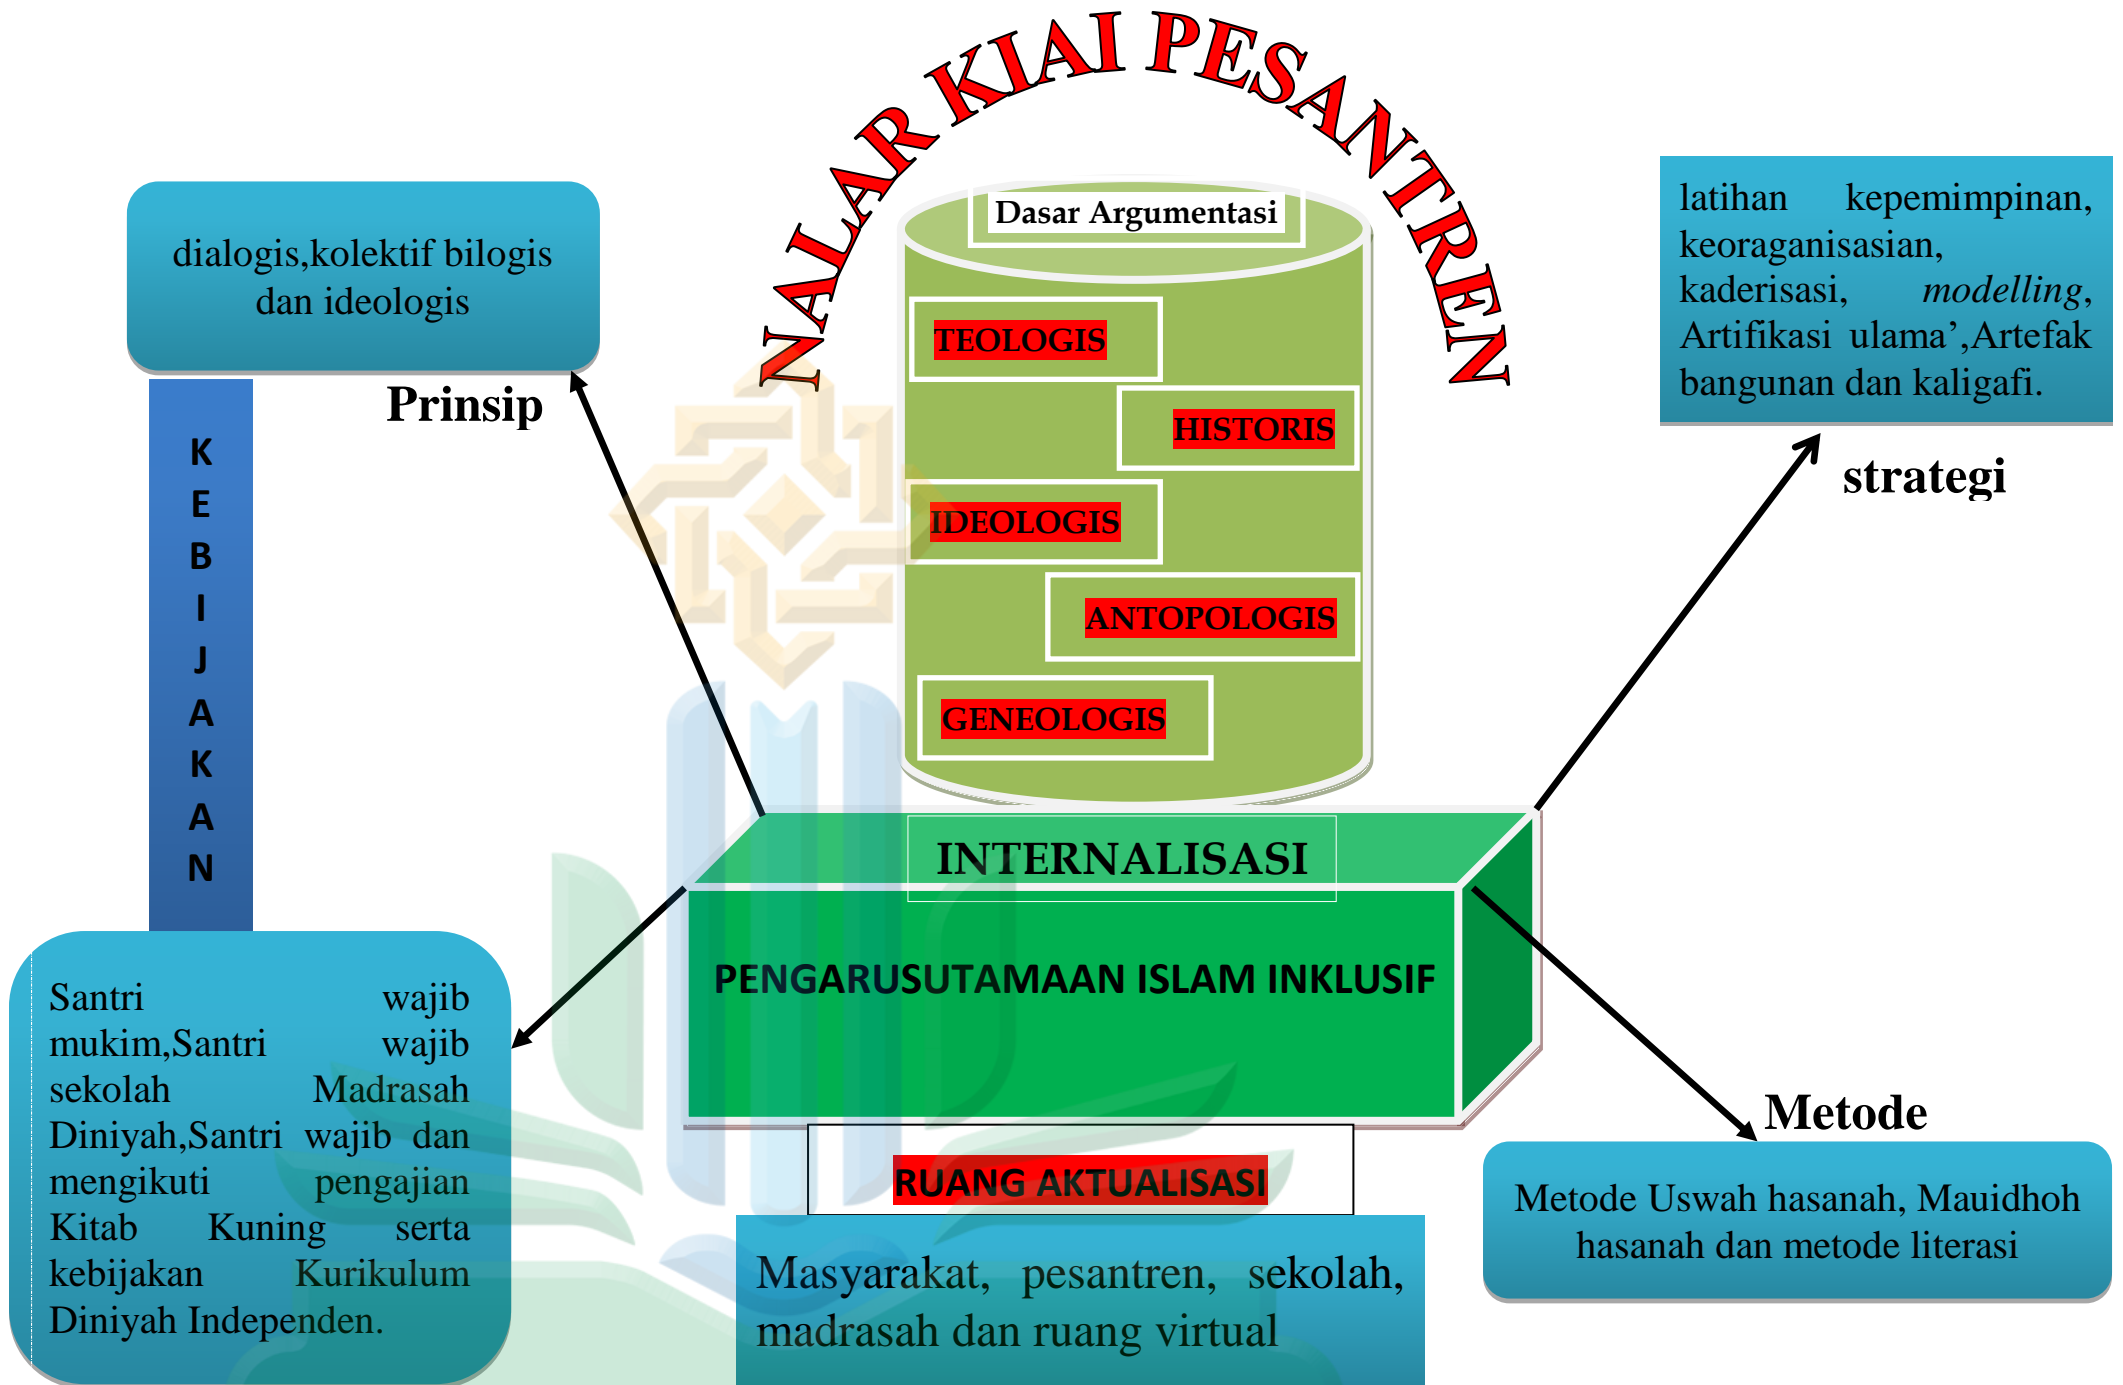 NALAR KIAI PESANTREN
Dasar Argumentasi
TEOLOGIS
HISTORIS
IDEOLOGIS
ANTOPOLOGIS
GENEOLOGIS
dialogis,kolektif bilogis
dan ideologis
Prinsip
KEBIJAKAN
latihan kepemimpinan,
keoraganisasian,
kaderisasi, modelling,
Artifikasi ulama’,Artefak
bangunan dan kaligafi.
strategi
INTERNALISASI
PENGARUSUTAMAAN ISLAM INKLUSIF
Santri wajib
mukim,Santri wajib
sekolah Madrasah
Diniyah,Santri wajib dan
mengikuti pengajian
Kitab Kuning serta
kebijakan Kurikulum
Diniyah Independen.
RUANG AKTUALISASI
Masyarakat, pesantren, sekolah,
madrasah dan ruang virtual
Metode
Metode Uswah hasanah, Mauidhoh
hasanah dan metode literasi